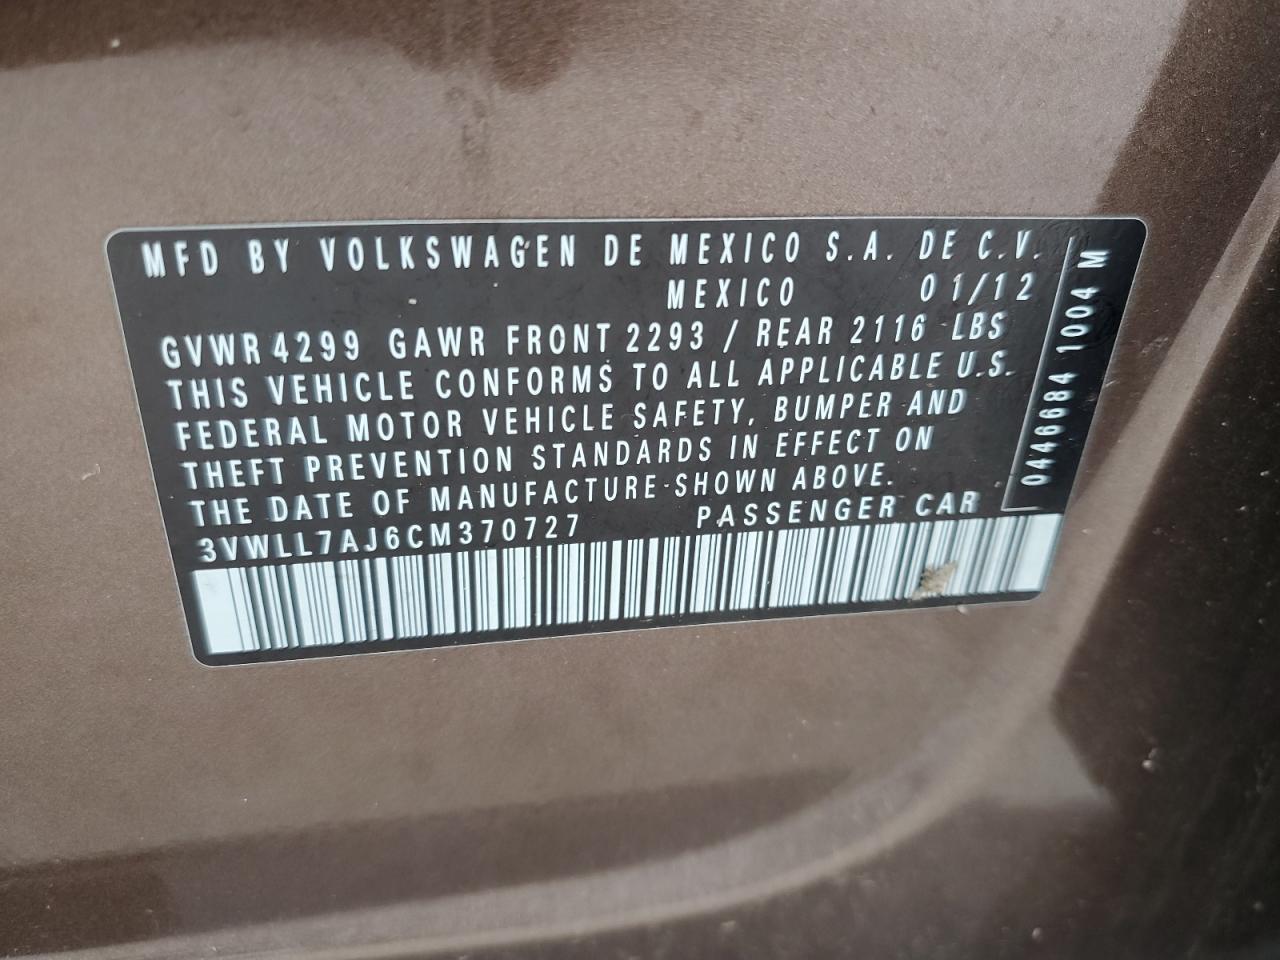 MFD BY VOLKSWAGEN DE MEXICO S.A. DE C.V.
MEXICO 01/12
GVWR 4299 GAWR FRONT 2293 / REAR 2116 LBS
THIS VEHICLE CONFORMS TO ALL APPLICABLE U.S.
FEDERAL MOTOR VEHICLE SAFETY, BUMPER AND
THEFT PREVENTION STANDARDS IN EFFECT ON
THE DATE OF MANUFACTURE SHOWN ABOVE.
3VWLL7AJ6CM370727 PASSENGER CAR
0446684 1004 M